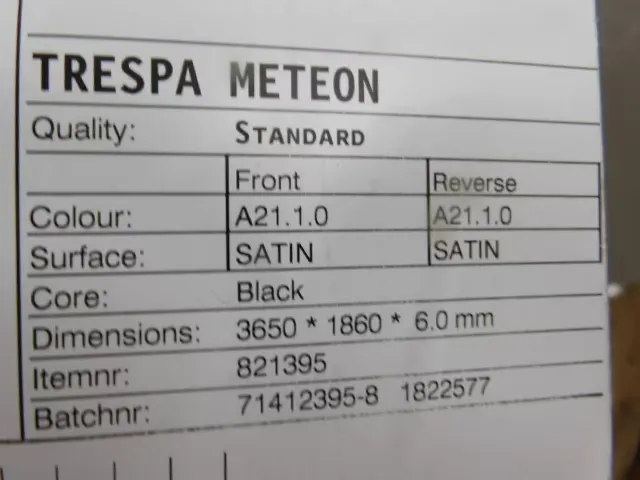 TRESPA METEON
Quality: STANDARD
Front Reverse
Colour: A21.1.0 A21.1.0
Surface: SATIN SATIN
Core: Black
Dimensions: 3650 * 1860 * 6.0 mm
Itemnr: 821395
Batchnr: 71412395-8 1822577